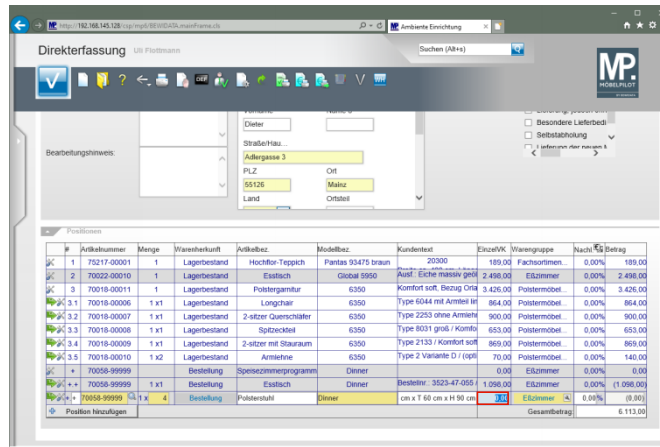 http://192.168.145.128/csp/mp6/BEWIDATA.mainFrame.cls
Ambiente Einrichtung
Direkterfassung Uli Flottmann
Suchen (Alt+s)
MP.
MÖBELPILOT
DEF
Dieter
Besondere Lieferbedi
Selbstabholung
Straße/Hau...
Bearbeitungshinweis:
Adlergasse 3
PLZ Ort
55126 Mainz
Land Ortsteil
Positionen
# Artikelnummer Menge Warenherkunft Artikelbez. Modellbez. Kundentext EinzelVK Warengruppe Nachl. Betrag
1 75217-00001 1 Lagerbestand Hochflor-Teppich Pantas 93475 braun 20300 189,00 Fachsortimen... 0,00% 189,00
2 70022-00010 1 Lagerbestand Esstisch Global 5950 Ausf.: Eiche massiv geöl 2.498,00 Eßzimmer 0,00% 2.498,00
3 70018-00011 1 Lagerbestand Polstergarnitur 6350 Komfort soft, Bezug Orla 3.426,00 Polstermöbel... 0,00% 3.426,00
3.1 70018-00006 1 x1 Lagerbestand Longchair 6350 Type 6044 mit Armteil lin 864,00 Polstermöbel... 0,00% 864,00
3.2 70018-00007 1 x1 Lagerbestand 2-sitzer Querschläfer 6350 Type 2253 ohne Armlehn 900,00 Polstermöbel... 0,00% 900,00
3.3 70018-00008 1 x1 Lagerbestand Spitzeckteil 6350 Type 8031 groß / Komfo 653,00 Polstermöbel... 0,00% 653,00
3.4 70018-00009 1 x1 Lagerbestand 2-sitzer mit Stauraum 6350 Type 2133 / Komfort soft 869,00 Polstermöbel... 0,00% 869,00
3.5 70018-00010 1 x2 Lagerbestand Armlehne 6350 Type 2 Variante D / (opti 70,00 Polstermöbel... 0,00% 140,00
+ 70058-99999 Bestellung Speisezimmerprogramm Dinner 0,00 Eßzimmer 0,00% 0,00
+.+ 70058-99999 1 x1 Bestellung Esstisch Dinner Bestellnr.: 3523-47-055 / 1.098,00 Eßzimmer 0,00% (1.098,00)
+ + 70058-99999 1 x 4 Bestellung Polsterstuhl Dinner cm x T 60 cm x H 90 cm 0,00 Eßzimmer 0,00% (0,00)
Position hinzufügen Gesamtbetrag: 6.113,00